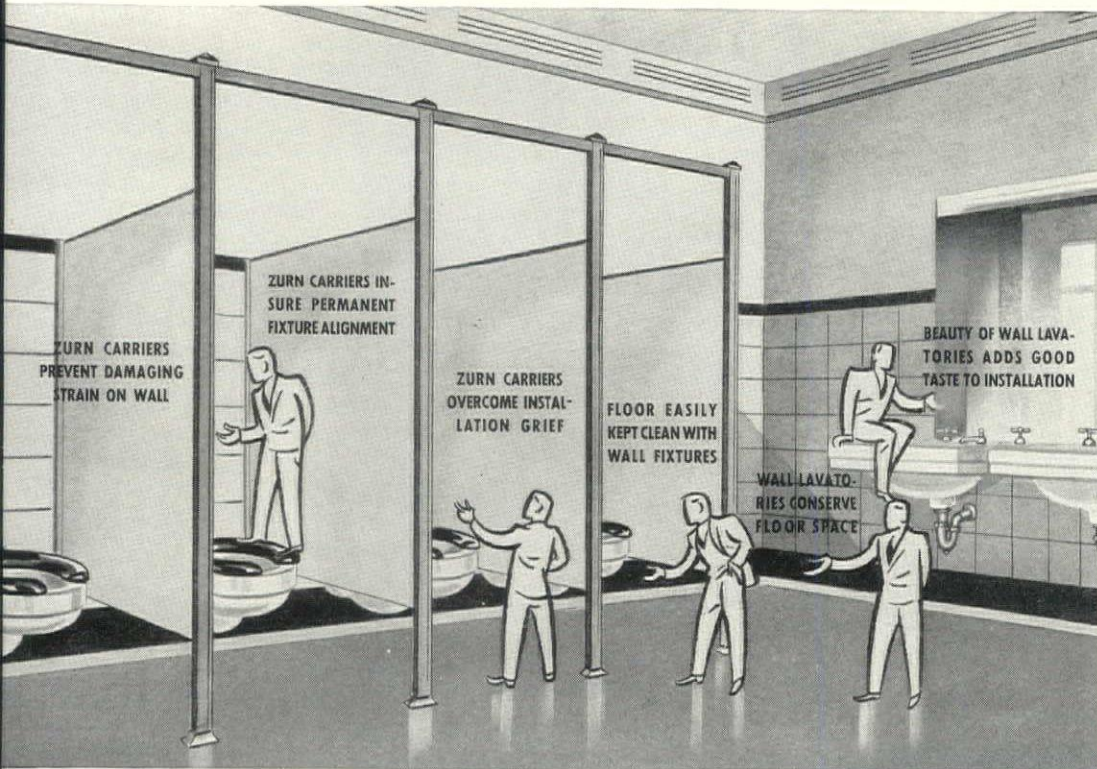 ZURN CARRIERS
PREVENT DAMAGING
STRAIN ON WALL
ZURN CARRIERS IN-
SURE PERMANENT
FIXTURE ALIGNMENT
ZURN CARRIERS
OVERCOME INSTAL-
LATION GRIEF
FLOOR EASILY
KEPT CLEAN WITH
WALL FIXTURES
WALL LAVATO-
RIES CONSERVE
FLOOR SPACE
BEAUTY OF WALL LAVA-
TORIES ADDS GOOD
TASTE TO INSTALLATION